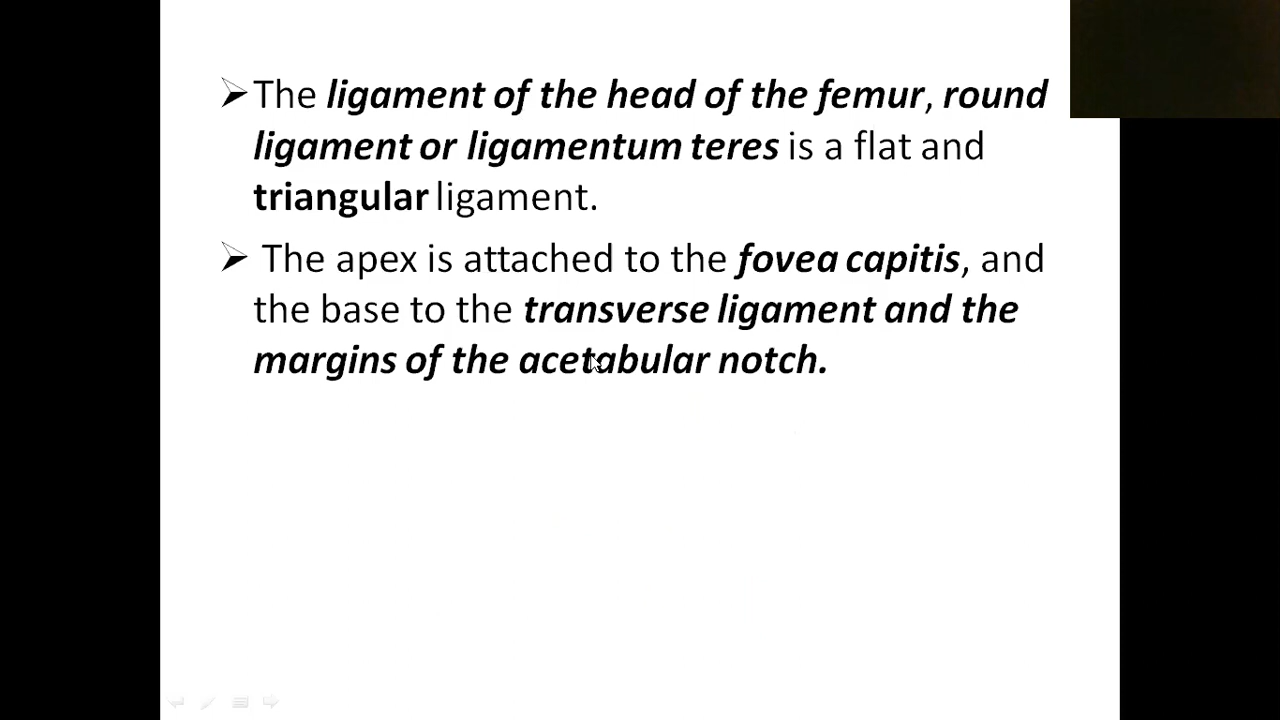 The ligament of the head of the femur, round
ligament or ligamentum teres is a flat and
triangular ligament.
The apex is attached to the fovea capitis, and
the base to the transverse ligament and the
margins of the acetabular notch.